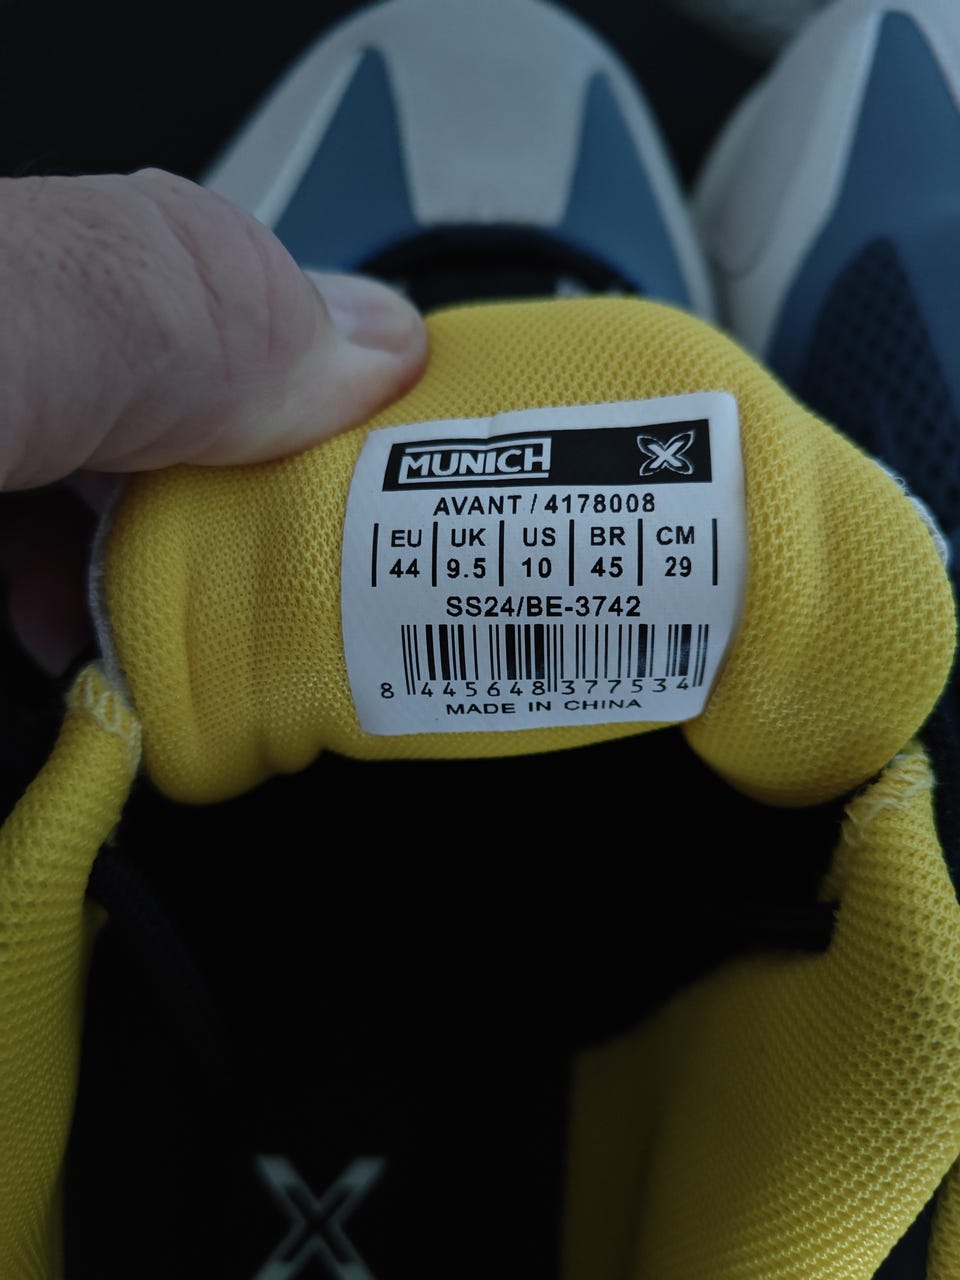 MUNICH X
AVANT / 4178008
EU UK US BR CM
44 9.5 10 45 29
SS24/BE-3742
8 445648 377534
MADE IN CHINA
X